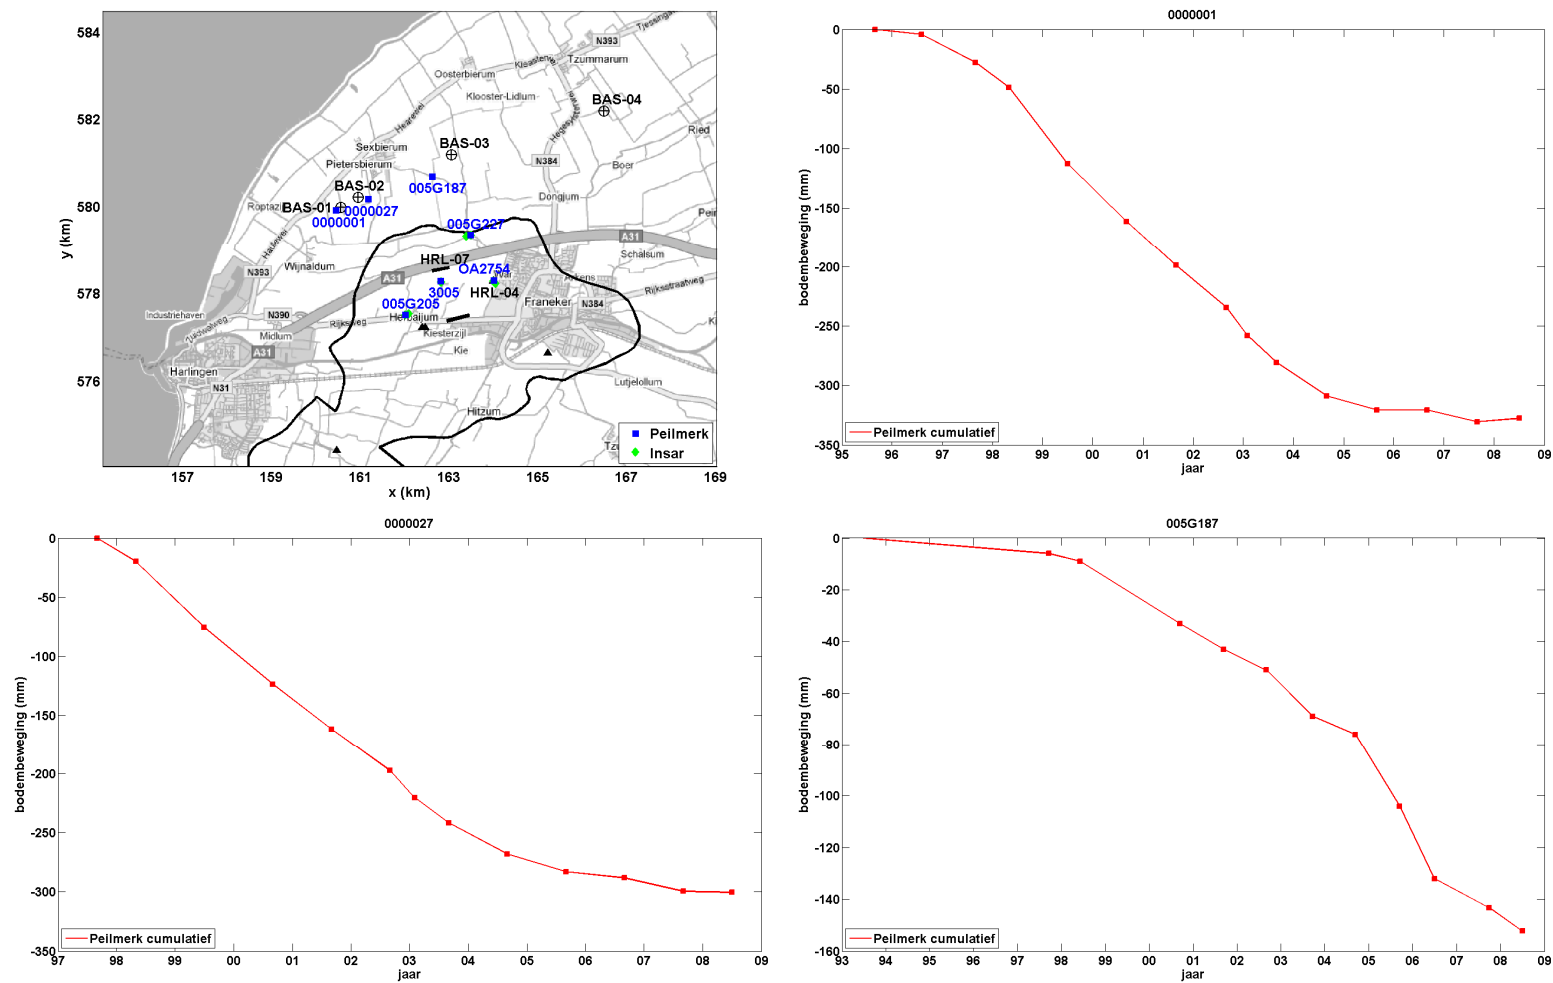 584
582
580
578
576
y (km)
157
159
161
163
165
167
169
x (km)
N393
Tzummarum
Oosterbierum
Klooster-Lidlum
BAS-04
Hearewei
Ried
BAS-03
Sexbierum
Pietersbierum
N384
Boer
BAS-02
005G187
Dongjum
Roptazijl
BAS-01
0000027
0000001
005G227
A31
Schalsum
Wijnaldum
HRL-07
N393
A31
OA2754
3005
HRL-04
Rijksstraatweg
Franeker
N384
005G205
Herbaijum
Industriehaven
N390
Rijksweg
Kiesterzijl
Midlum
A31
Kie
Harlingen
N31
Lutjelollum
Hitzum
Peilmerk
Insar
0000001
0
-50
-100
-150
-200
-250
-300
-350
bodembeweging (mm)
Peilmerk cumulatief
95 96 97 98 99 00 01 02 03 04 05 06 07 08 09
jaar
0000027
0
-50
-100
-150
-200
-250
-300
-350
bodembeweging (mm)
Peilmerk cumulatief
97 98 99 00 01 02 03 04 05 06 07 08 09
jaar
005G187
0
-20
-40
-60
-80
-100
-120
-140
-160
bodembeweging (mm)
Peilmerk cumulatief
93 94 95 96 97 98 99 00 01 02 03 04 05 06 07 08 09
jaar